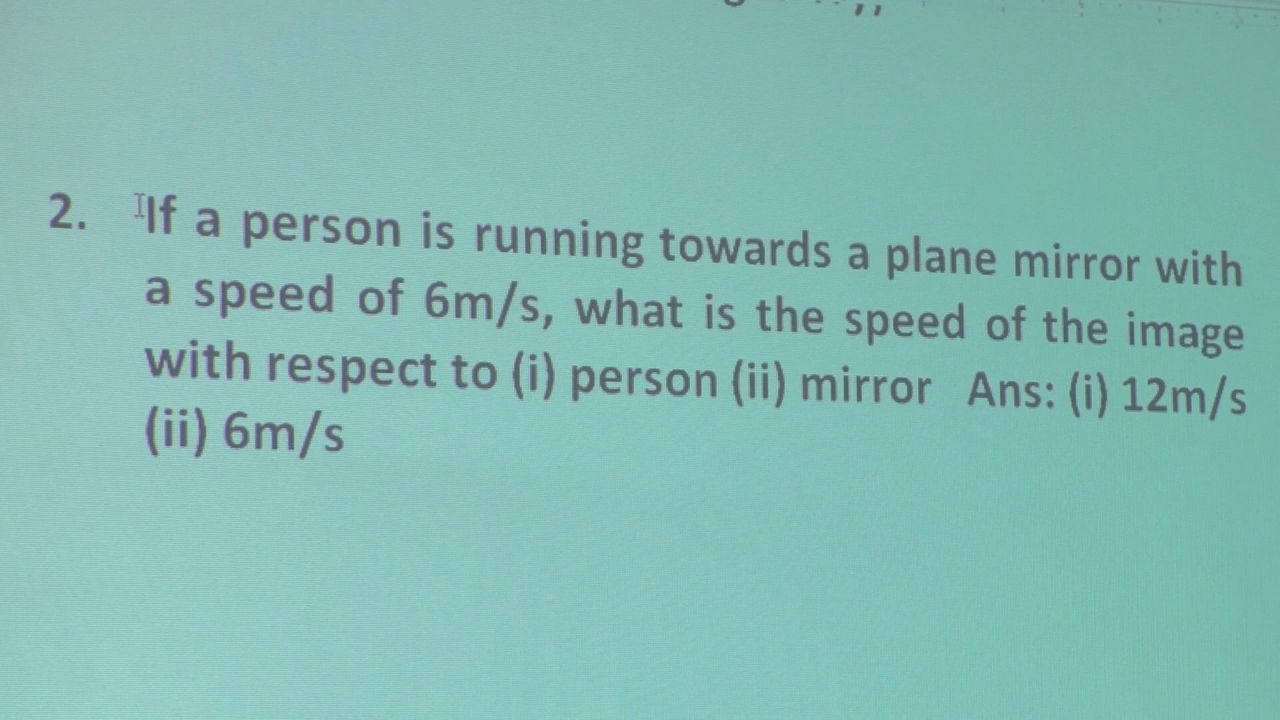 2. If a person is running towards a plane mirror with
a speed of 6m/s, what is the speed of the image
with respect to (i) person (ii) mirror Ans: (i) 12m/s
(ii) 6m/s